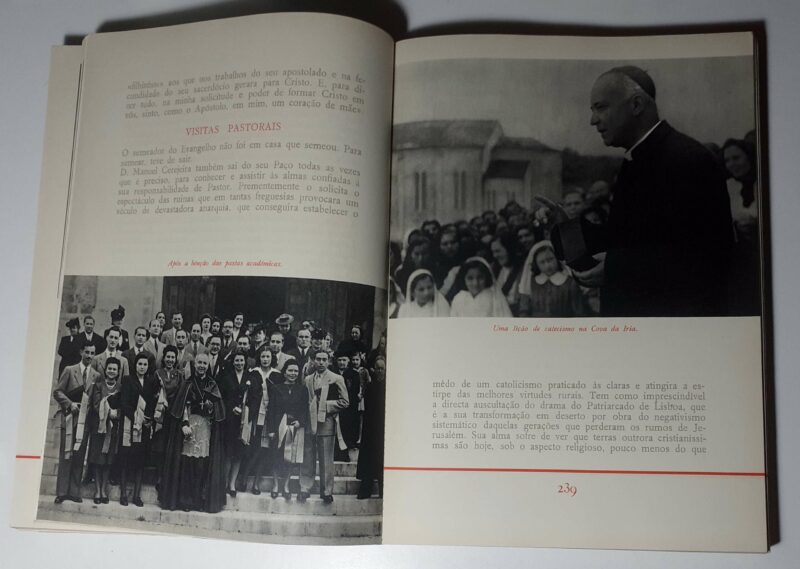 «filhinhos» aos que nos trabalhos do seu apostolado e na fe-
cundidade do seu sacerdócio gerara para Cristo. E, para di-
zer tudo, na minha solicitude e poder de formar Cristo em
vós, sinto, como o Apóstolo, em mim, um coração de mãe».
VISITAS PASTORAIS
O semeador do Evangelho não foi em casa que semeou. Para
semear, teve de sair.
D. Manuel Cerejeira também sai do seu Paço todas as vezes
que é preciso, para conhecer e assistir às almas confiadas à
sua responsabilidade de Pastor. Prementemente o solicita o
espectáculo das ruínas que em tantas freguesias provocara um
século de devastadora anarquia, que conseguira estabelecer o
Após a bênção das pastas académicas.
Uma lição de catecismo na Cova da Iria.
mêdo de um catolicismo praticado às claras e atingira a es-
tirpe das melhores virtudes rurais. Tem como imprescindível
a directa auscultação do drama do Patriarcado de Lisboa, que
é a sua transformação em deserto por obra do negativismo
sistemático daquelas gerações que perderam os rumos de Je-
rusalém. Sua alma sofre de ver que terras outrora cristianíssi-
mas são hoje, sob o aspecto religioso, pouco menos do que
239